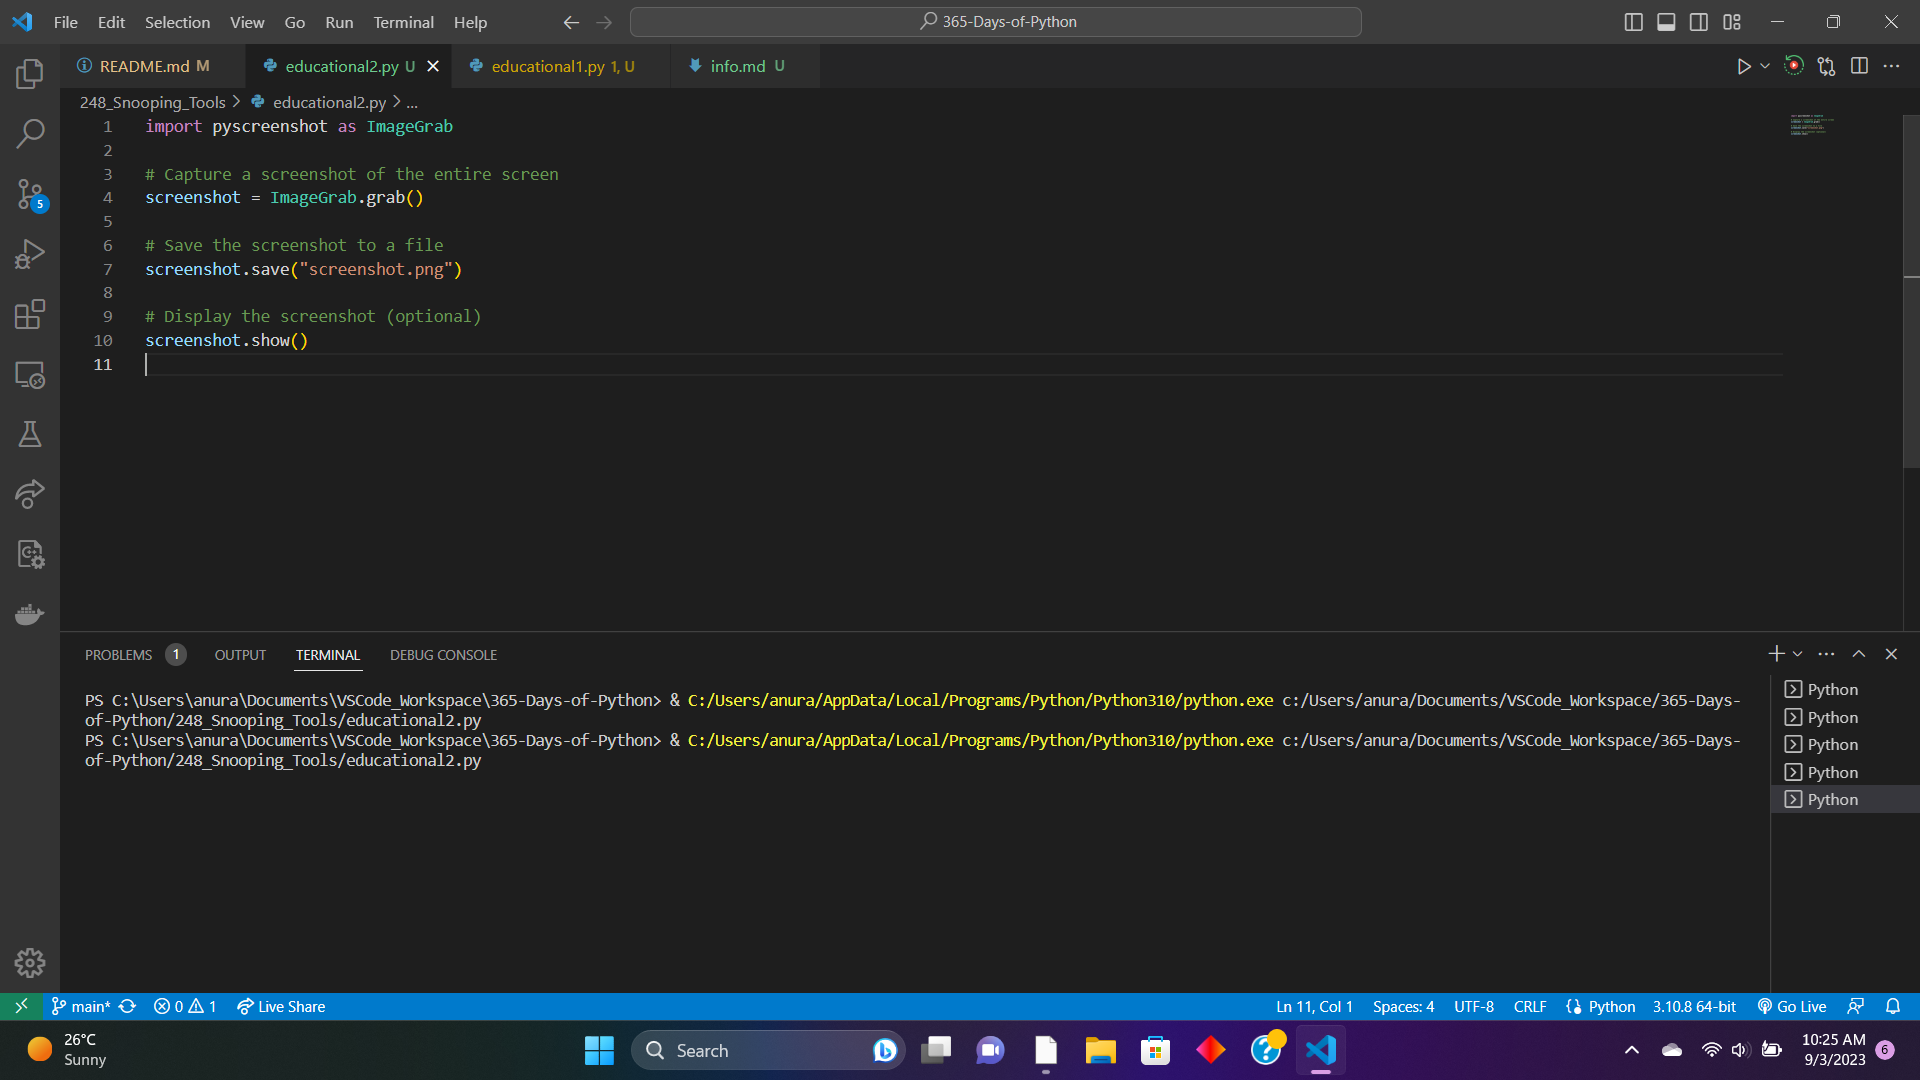 File Edit Selection View Go Run Terminal Help
365-Days-of-Python
README.md M
educational2.py U
educational1.py 1, U
info.md U
248_Snooping_Tools > educational2.py > ...
1 import pyscreenshot as ImageGrab
2
3 # Capture a screenshot of the entire screen
4 screenshot = ImageGrab.grab()
5
6 # Save the screenshot to a file
7 screenshot.save("screenshot.png")
8
9 # Display the screenshot (optional)
10 screenshot.show()
11
5
PROBLEMS 1 OUTPUT TERMINAL DEBUG CONSOLE
PS C:\Users\anura\Documents\VSCode_Workspace\365-Days-of-Python> & C:/Users/anura/AppData/Local/Programs/Python/Python310/python.exe c:/Users/anura/Documents/VSCode_Workspace/365-Days-
of-Python/248_Snooping_Tools/educational2.py
PS C:\Users\anura\Documents\VSCode_Workspace\365-Days-of-Python> & C:/Users/anura/AppData/Local/Programs/Python/Python310/python.exe c:/Users/anura/Documents/VSCode_Workspace/365-Days-
of-Python/248_Snooping_Tools/educational2.py
Python
Python
Python
Python
Python
main* 0 1 Live Share
Ln 11, Col 1 Spaces: 4 UTF-8 CRLF Python 3.10.8 64-bit Go Live
26°C
Sunny
Search
10:25 AM
9/3/2023
6